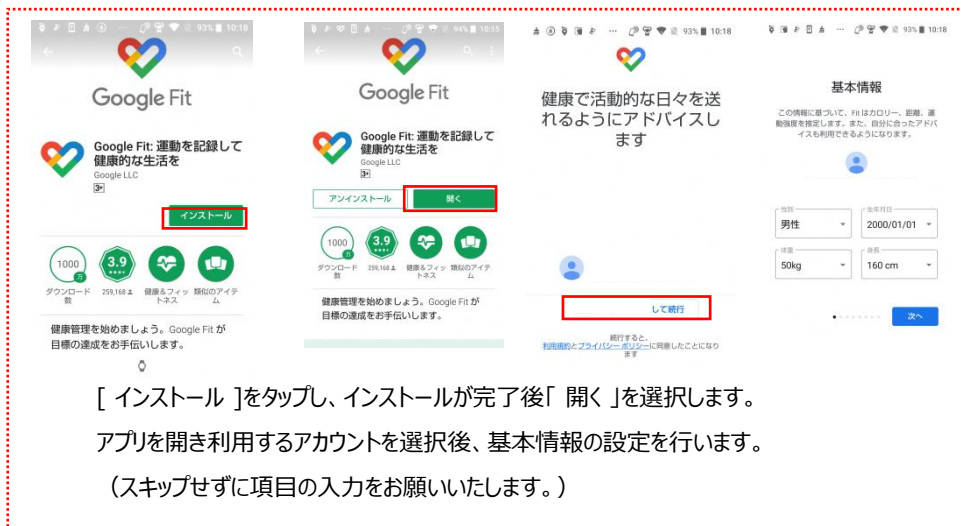 93% 10:18
Google Fit
Google Fit: 運動を記録して
健康的な生活を
Google LLC
3+
インストール
1000
万
3.9
ダウンロード
数
259,168
健康＆フィッ
トネス
類似のアイテ
ム
健康管理を始めましょう。Google Fit が
目標の達成をお手伝いします。
94% 10:15
Google Fit
Google Fit: 運動を記録して
健康的な生活を
Google LLC
3+
アンインストール
開く
1000
万
3.9
ダウンロード
数
259,168
健康＆フィッ
トネス
類似のアイテ
ム
健康管理を始めましょう。Google Fit が
目標の達成をお手伝いします。
93% 10:18
健康で活動的な日々を送
れるようにアドバイスし
ます
して続行
続行すると、
利用規約とプライバシー ポリシーに同意したことになり
ます
93% 10:18
基本情報
この情報に基づいて、Fit はカロリー、距離、運
動強度を推定します。また、自分に合ったアドバ
イスも利用できるようになります。
性別
男性
生年月日
2000/01/01
体重
50kg
身長
160 cm
次へ
[ インストール ]をタップし、インストールが完了後「 開く 」を選択します。
アプリを開き利用するアカウントを選択後、基本情報の設定を行います。
（スキップせずに項目の入力をお願いいたします。）